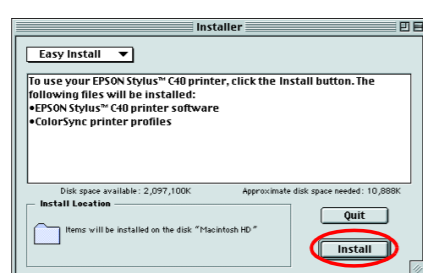 Installer
Easy Install
To use your EPSON Stylus™ C40 printer, click the Install button. The
following files will be installed:
•EPSON Stylus™ C40 printer software
•ColorSync printer profiles
Disk space available: 2,097,100K Approximate disk space needed: 10,888K
Install Location
Items will be installed on the disk "Macintosh HD"
Quit
Install